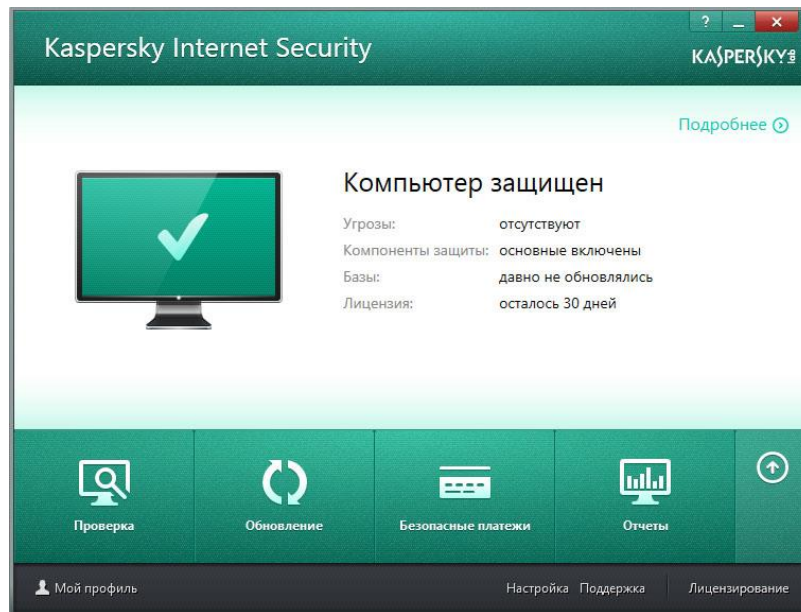 Kaspersky Internet Security
?
KASPERSKY lab
Подробнее
Компьютер защищен
Угрозы: отсутствуют
Компоненты защиты: основные включены
Базы: давно не обновлялись
Лицензия: осталось 30 дней
Проверка
Обновление
Безопасные платежи
Отчеты
Мой профиль
Настройка
Поддержка
Лицензирование